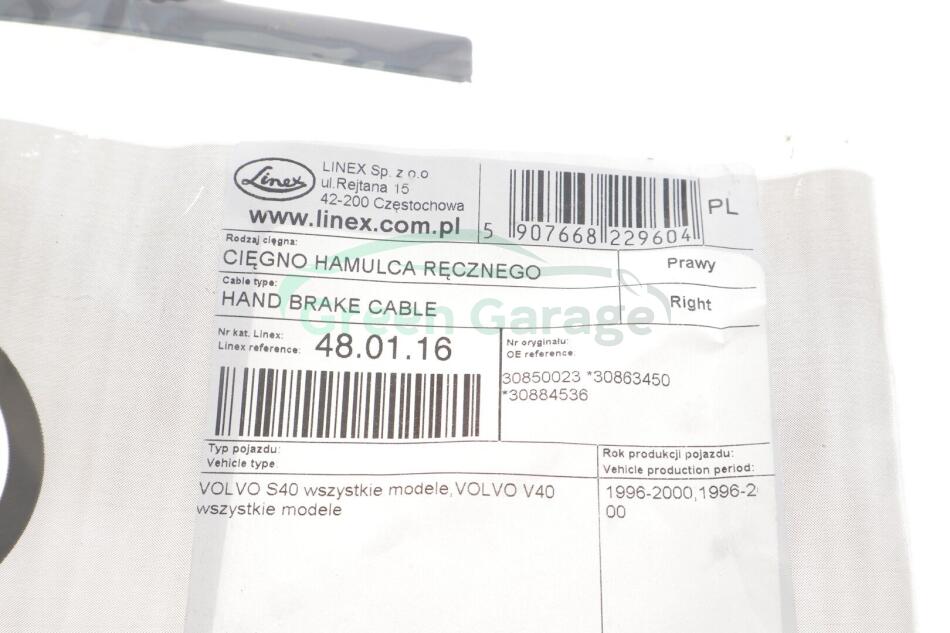 Linex
LINEX Sp. z o.o
ul.Rejtana 15
42-200 Częstochowa
www.linex.com.pl
5 907668 229604
PL
Rodzaj cięgna:
CIĘGNO HAMULCA RĘCZNEGO
Prawy
Cable type:
HAND BRAKE CABLE
Right
Green Garage
Nr kat. Linex:
Linex reference:
48.01.16
Nr oryginału:
OE reference:
30850023 *30863450
*30884536
Typ pojazdu:
Vehicle type:
Rok produkcji pojazdu:
Vehicle production period:
VOLVO S40 wszystkie modele,VOLVO V40
wszystkie modele
1996-2000,1996-2
00